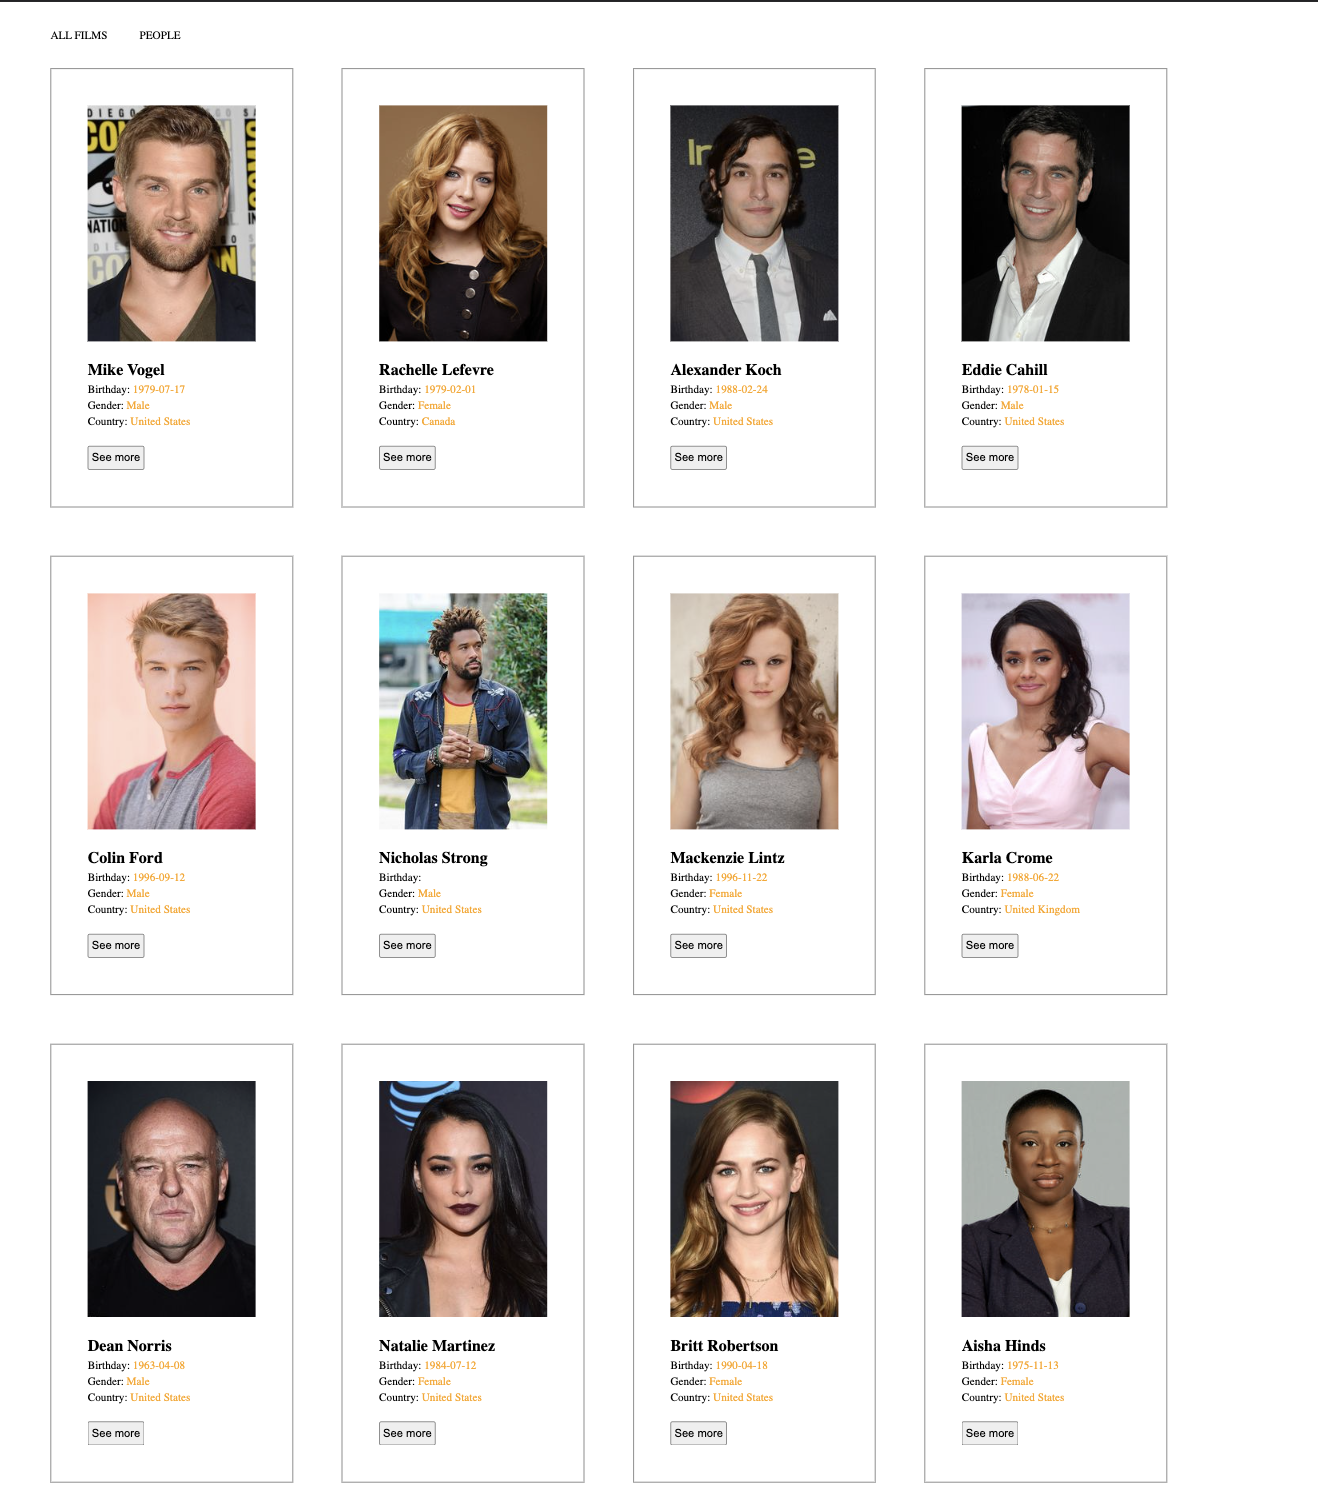 ALL FILMS PEOPLE
Mike Vogel
Birthday: 1979-07-17
Gender: Male
Country: United States
See more
Rachelle Lefevre
Birthday: 1979-02-01
Gender: Female
Country: Canada
See more
Alexander Koch
Birthday: 1988-02-24
Gender: Male
Country: United States
See more
Eddie Cahill
Birthday: 1978-01-15
Gender: Male
Country: United States
See more
Colin Ford
Birthday: 1996-09-12
Gender: Male
Country: United States
See more
Nicholas Strong
Birthday:
Gender: Male
Country: United States
See more
Mackenzie Lintz
Birthday: 1996-11-22
Gender: Female
Country: United States
See more
Karla Crome
Birthday: 1988-06-22
Gender: Female
Country: United Kingdom
See more
Dean Norris
Birthday: 1963-04-08
Gender: Male
Country: United States
See more
Natalie Martinez
Birthday: 1984-07-12
Gender: Female
Country: United States
See more
Britt Robertson
Birthday: 1990-04-18
Gender: Female
Country: United States
See more
Aisha Hinds
Birthday: 1975-11-13
Gender: Female
Country: United States
See more